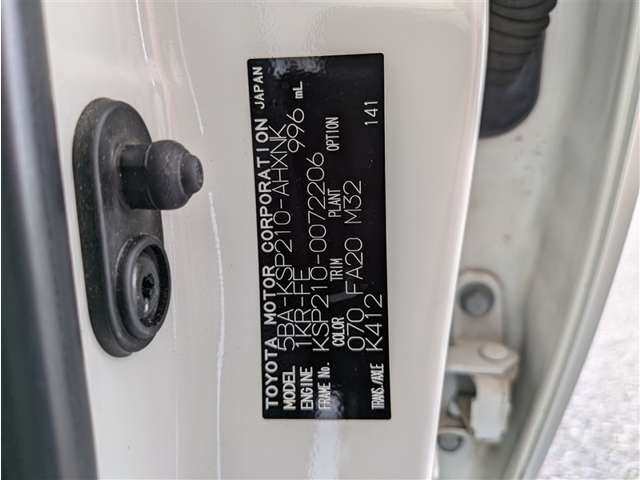 TOYOTA MOTOR CORPORATION JAPAN
MODEL 5BA-KSP210-AHXNK
ENGINE 1KR-FE 996 mL
FRAME No. KSP210-0072206
COLOR TRIM PLANT OPTION
070 FA20 M32 141
TRANS./AXLE K412